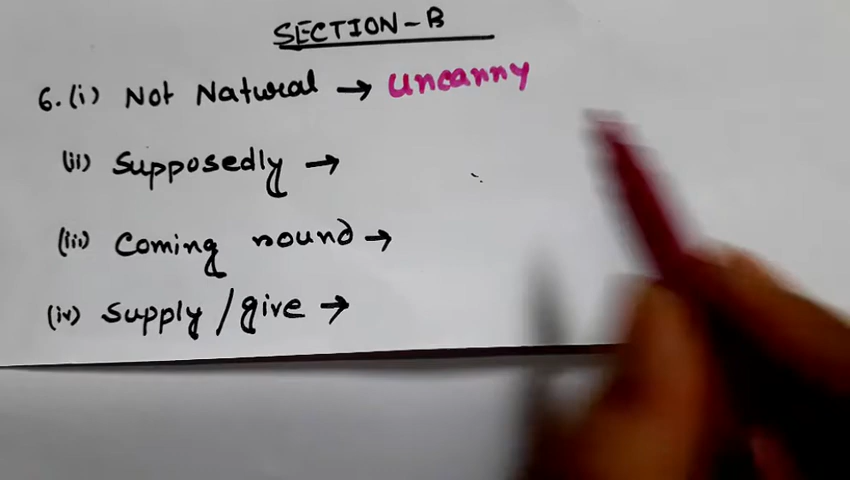 SECTION-B
6.(i) Not Natural → Uncanny
(ii) Supposedly →
(iii) Coming round →
(iv) Supply/give →